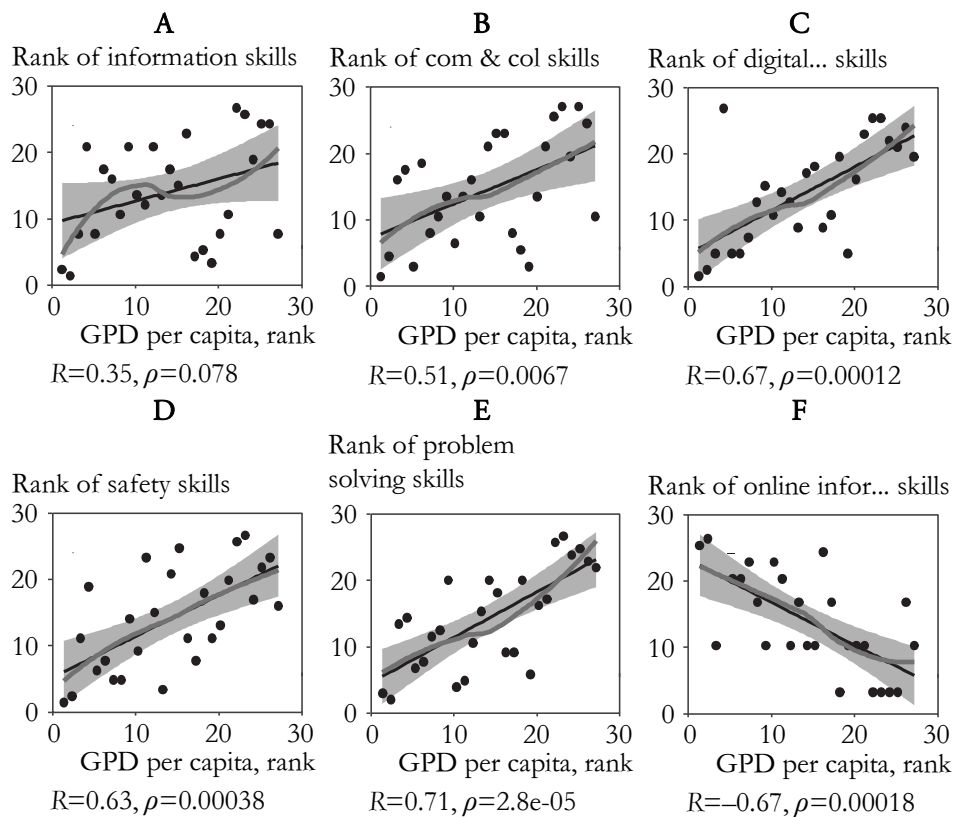 A
Rank of information skills
30
20
10
0
0 10 20 30
GPD per capita, rank
R=0.35, ρ=0.078
B
Rank of com & col skills
30
20
10
0
0 10 20 30
GPD per capita, rank
R=0.51, ρ=0.0067
C
Rank of digital... skills
30
20
10
0
0 10 20 30
GPD per capita, rank
R=0.67, ρ=0.00012
D
Rank of safety skills
30
20
10
0
0 10 20 30
GPD per capita, rank
R=0.63, ρ=0.00038
E
Rank of problem
solving skills
30
20
10
0
0 10 20 30
GPD per capita, rank
R=0.71, ρ=2.8e-05
F
Rank of online infor... skills
30
20
10
0
0 10 20 30
GPD per capita, rank
R=–0.67, ρ=0.00018